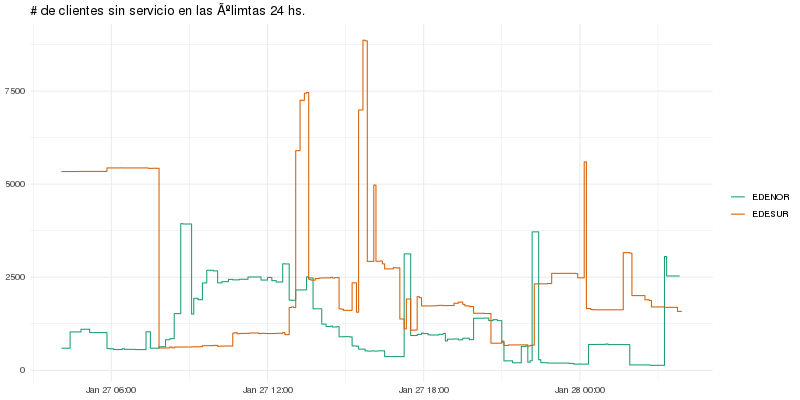 # de clientes sin servicio en las Ãºlimtas 24 hs.
7500
5000
2500
0
Jan 27 06:00
Jan 27 12:00
Jan 27 18:00
Jan 28 00:00
EDENOR
EDESUR